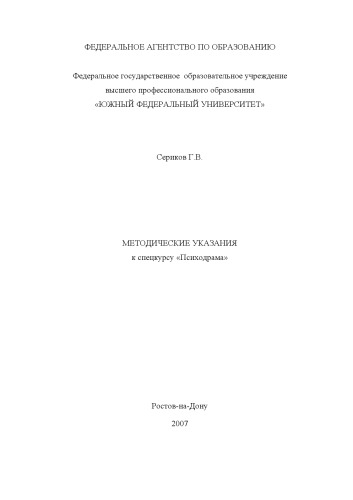 ФЕДЕРАЛЬНОЕ АГЕНТСТВО ПО ОБРАЗОВАНИЮ
Федеральное государственное образовательное учреждение
высшего профессионального образования
«ЮЖНЫЙ ФЕДЕРАЛЬНЫЙ УНИВЕРСИТЕТ»
Сериков Г.В.
МЕТОДИЧЕСКИЕ УКАЗАНИЯ
к спецкурсу «Психодрама»
Ростов-на-Дону
2007